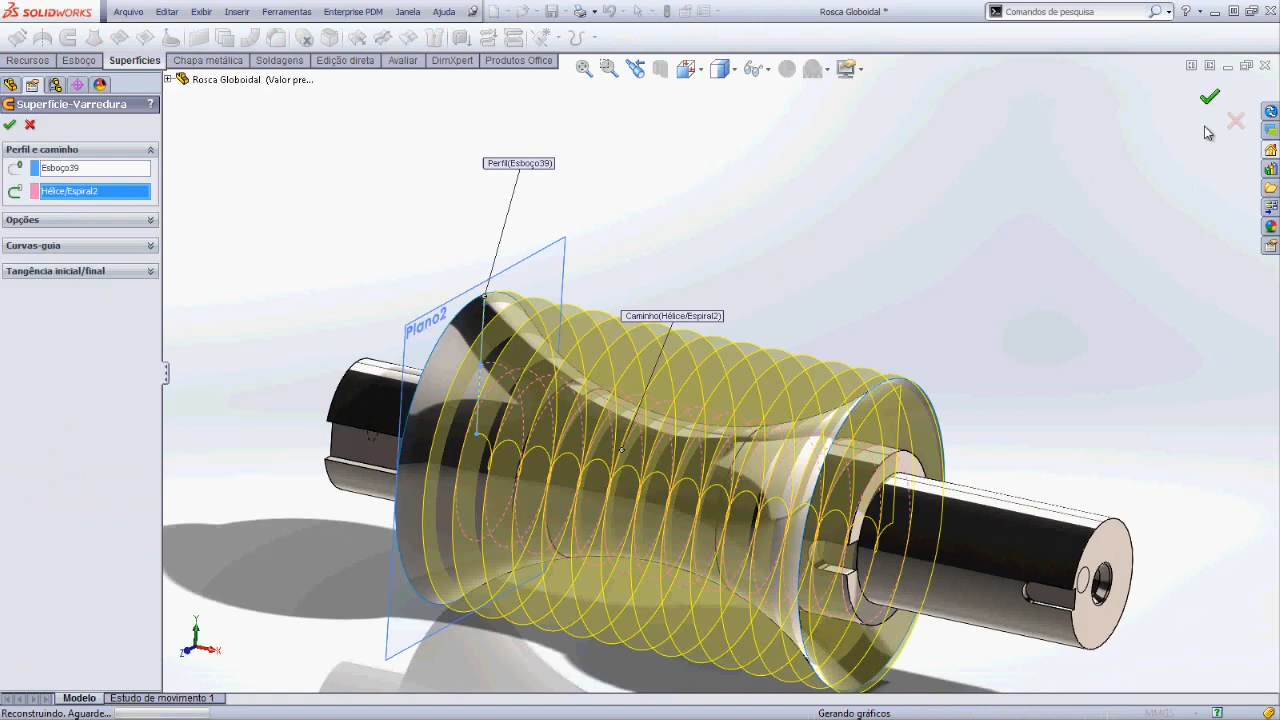 SOLIDWORKS Arquivo Editar Exibir Inserir Ferramentas Enterprise PDM Janela Ajuda Rosca Globoidal * Comandos de pesquisa
Recursos Esboço Superfícies Chapa metálica Soldagens Edição direta Avaliar DimXpert Produtos Office
Rosca Globoidal (Valor pre...
Superfície-Varredura ?
Perfil e caminho
Esboço39
Hélice/Espiral2
Opções
Curvas-guia
Tangência inicial/final
Perfil(Esboço39)
Caminho(Hélice/Espiral2)
Plano2
Y
Z X
Modelo Estudo de movimento 1
Reconstruindo. Aguarde... Gerando gráficos MMGS